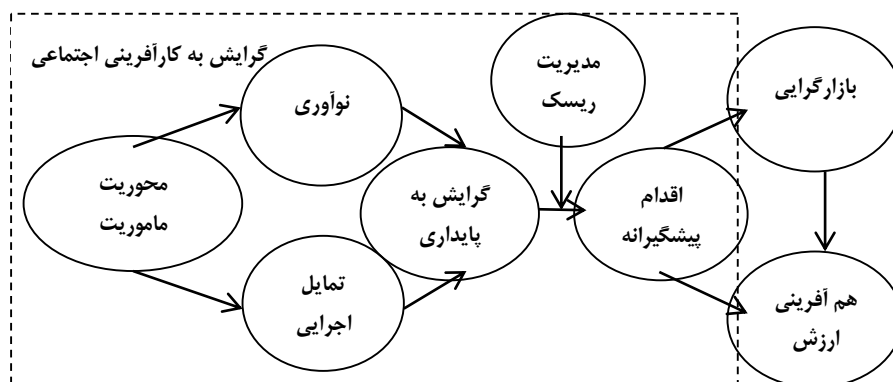 گرایش به کارآفرینی اجتماعی
مدیریت
ریسک
بازارگرایی
نوآوری
محوریت
ماموریت
گرایش به
پایداری
اقدام
پیشگیرانه
تمایل
اجرایی
هم آفرینی
ارزش